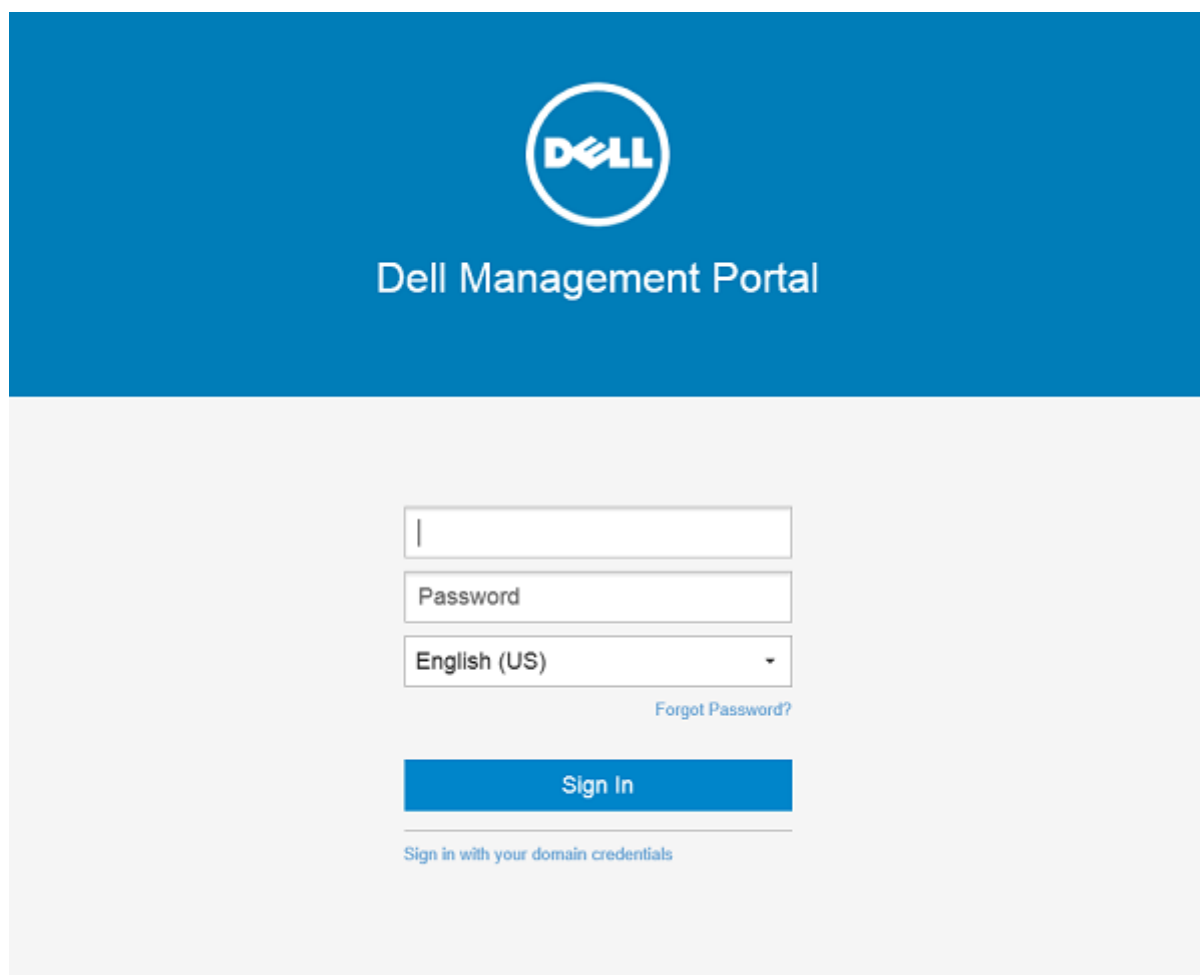 DELL
Dell Management Portal
Password
English (US)
Forgot Password?
Sign In
Sign in with your domain credentials